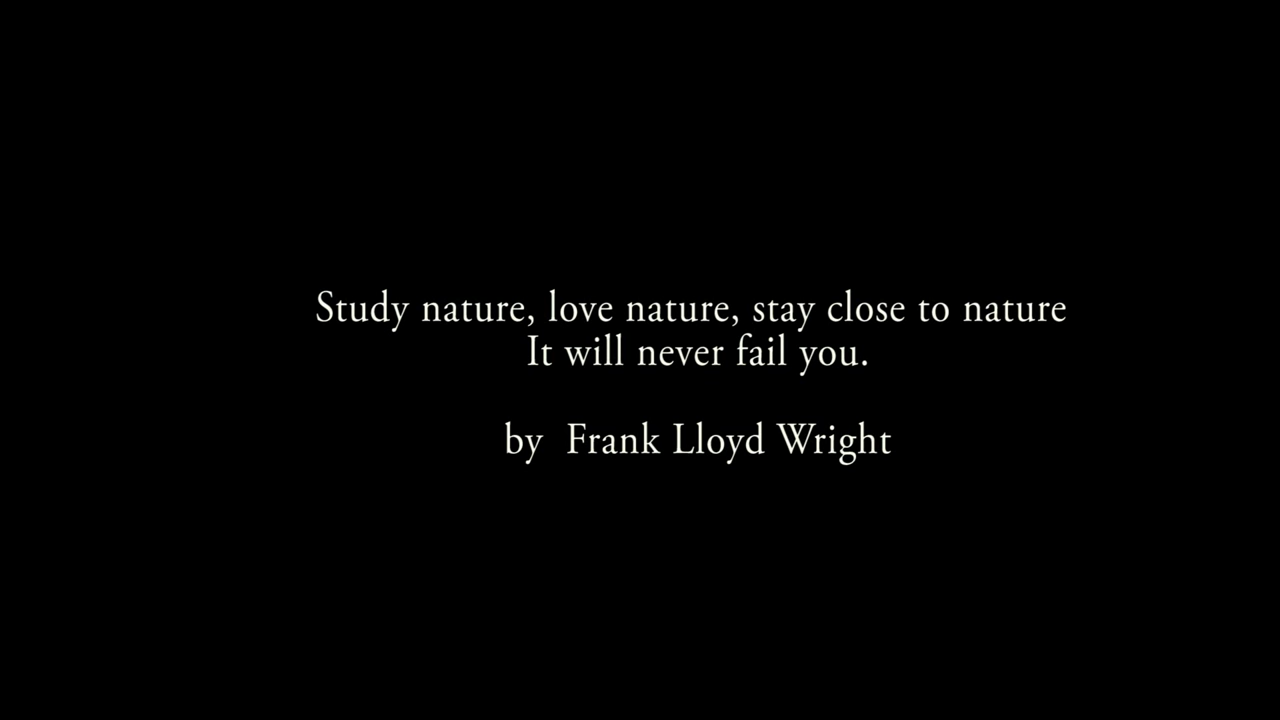 Study nature, love nature, stay close to nature
It will never fail you.
by  Frank Lloyd Wright